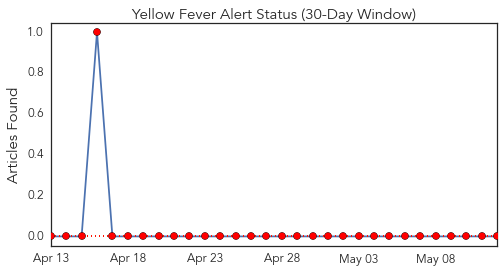 Yellow Fever Alert Status (30-Day Window)
Articles Found
1.0
0.8
0.6
0.4
0.2
0.0
Apr 13
Apr 18
Apr 23
Apr 28
May 03
May 08